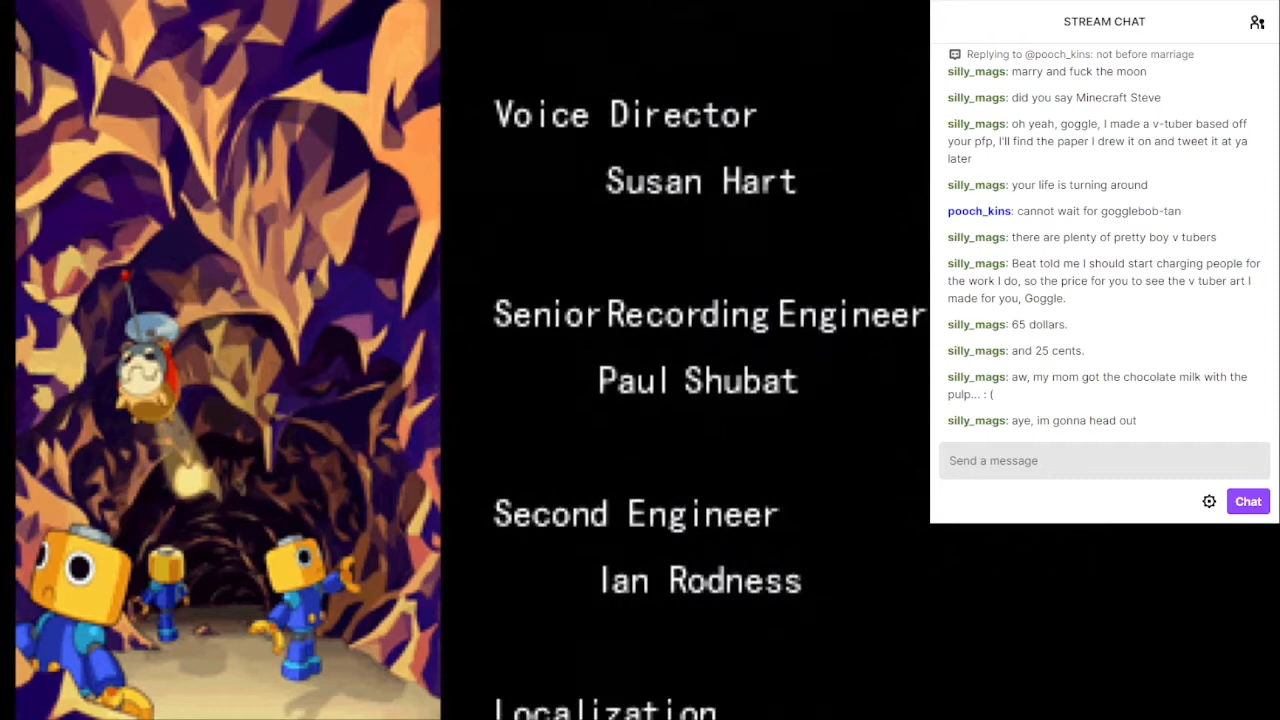 Voice Director
Susan Hart
Senior Recording Engineer
Paul Shubat
Second Engineer
Ian Rodness
Localization
STREAM CHAT
Replying to @pooch_kins: not before marriage
silly_mags: marry and fuck the moon
silly_mags: did you say Minecraft Steve
silly_mags: oh yeah, goggle, I made a v-tuber based off
your pfp, I'll find the paper I drew it on and tweet it at ya
later
silly_mags: your life is turning around
pooch_kins: cannot wait for gogglebob-tan
silly_mags: there are plenty of pretty boy v tubers
silly_mags: Beat told me I should start charging people for
the work I do, so the price for you to see the v tuber art I
made for you, Goggle.
silly_mags: 65 dollars.
silly_mags: and 25 cents.
silly_mags: aw, my mom got the chocolate milk with the
pulp... : (
silly_mags: aye, im gonna head out
Send a message
Chat